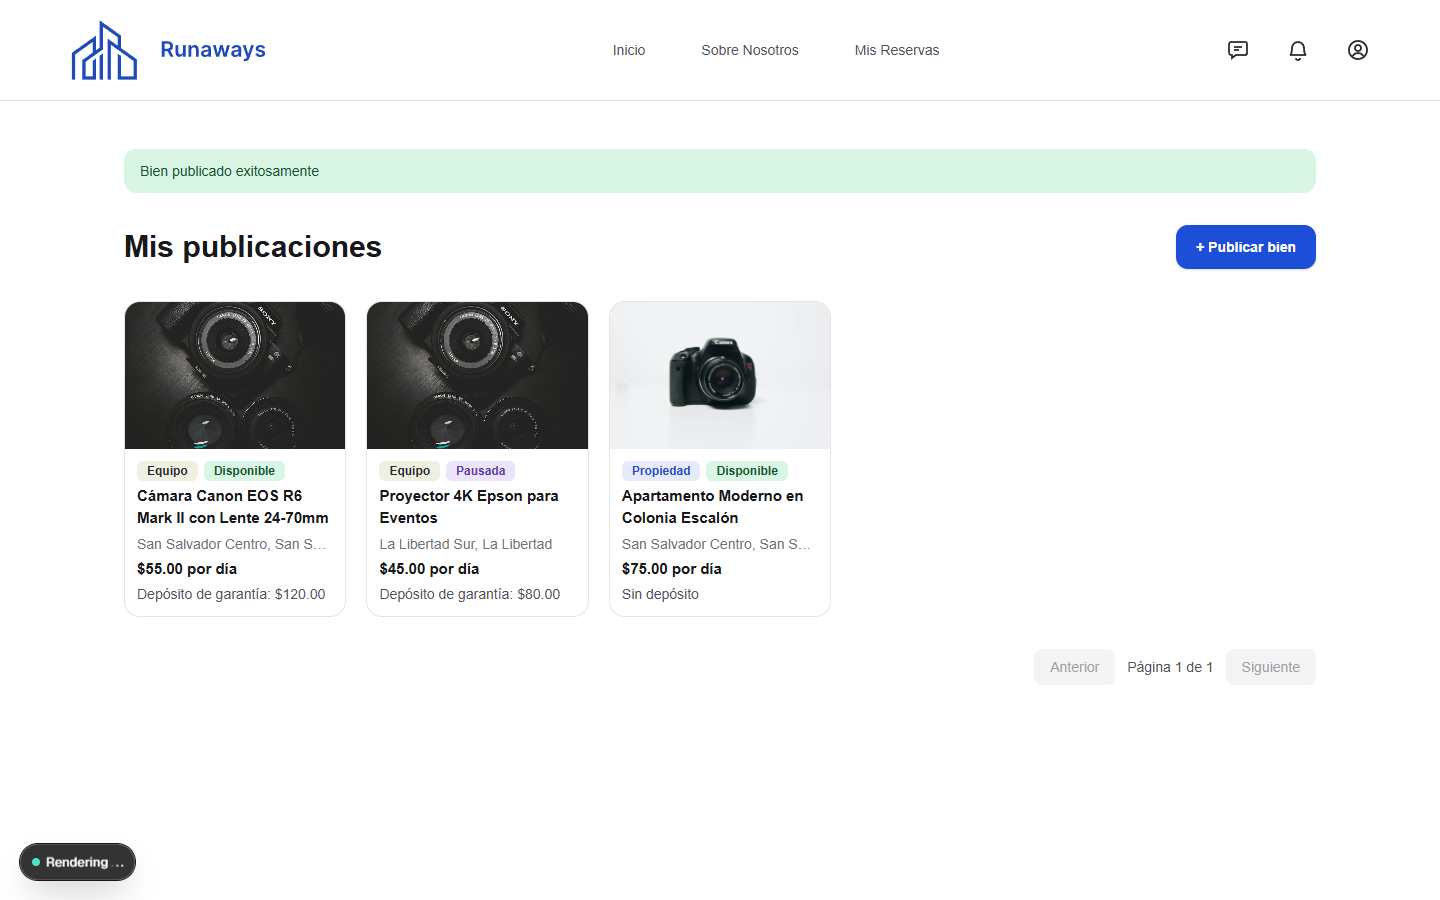 Runaways
Inicio
Sobre Nosotros
Mis Reservas
Bien publicado exitosamente
Mis publicaciones
+ Publicar bien
SONY
SONY
Canon
Equipo
Disponible
Cámara Canon EOS R6
Mark II con Lente 24-70mm
San Salvador Centro, San S...
$55.00 por día
Depósito de garantía: $120.00
Equipo
Pausada
Proyector 4K Epson para
Eventos
La Libertad Sur, La Libertad
$45.00 por día
Depósito de garantía: $80.00
Propiedad
Disponible
Apartamento Moderno en
Colonia Escalón
San Salvador Centro, San S...
$75.00 por día
Sin depósito
Anterior
Página 1 de 1
Siguiente
Rendering ...